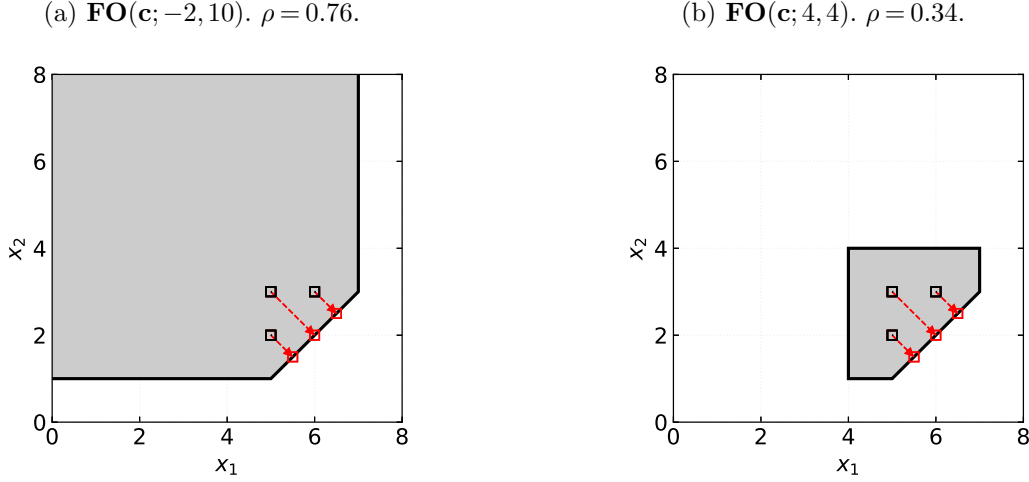 (a) FO(c; −2, 10). ρ = 0.76.
8
6
4
2
0
x₂
0 2 4 6 8
x₁
(b) FO(c; 4, 4). ρ = 0.34.
8
6
4
2
0
x₂
0 2 4 6 8
x₁